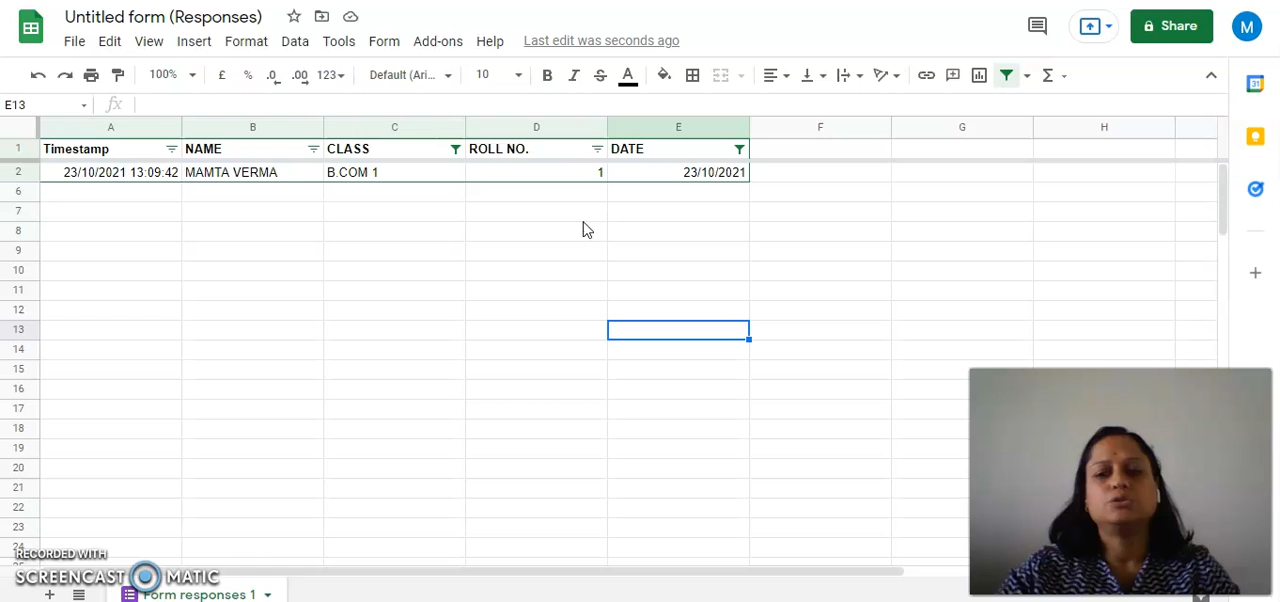 Untitled form (Responses)
File Edit View Insert Format Data Tools Form Add-ons Help Last edit was seconds ago
Share
M
100% £ % .0 .00 123 Default (Ari... 10 B I S A Σ
31
E13 fx
A B C D E F G H
1 Timestamp NAME CLASS ROLL NO. DATE
2 23/10/2021 13:09:42 MAMTA VERMA B.COM 1 1 23/10/2021
6
7
8
9
10
11
12
13
14
15
16
17
18
19
20
21
22
23
24
RECORDED WITH
SCREENCAST MATIC
Form responses 1